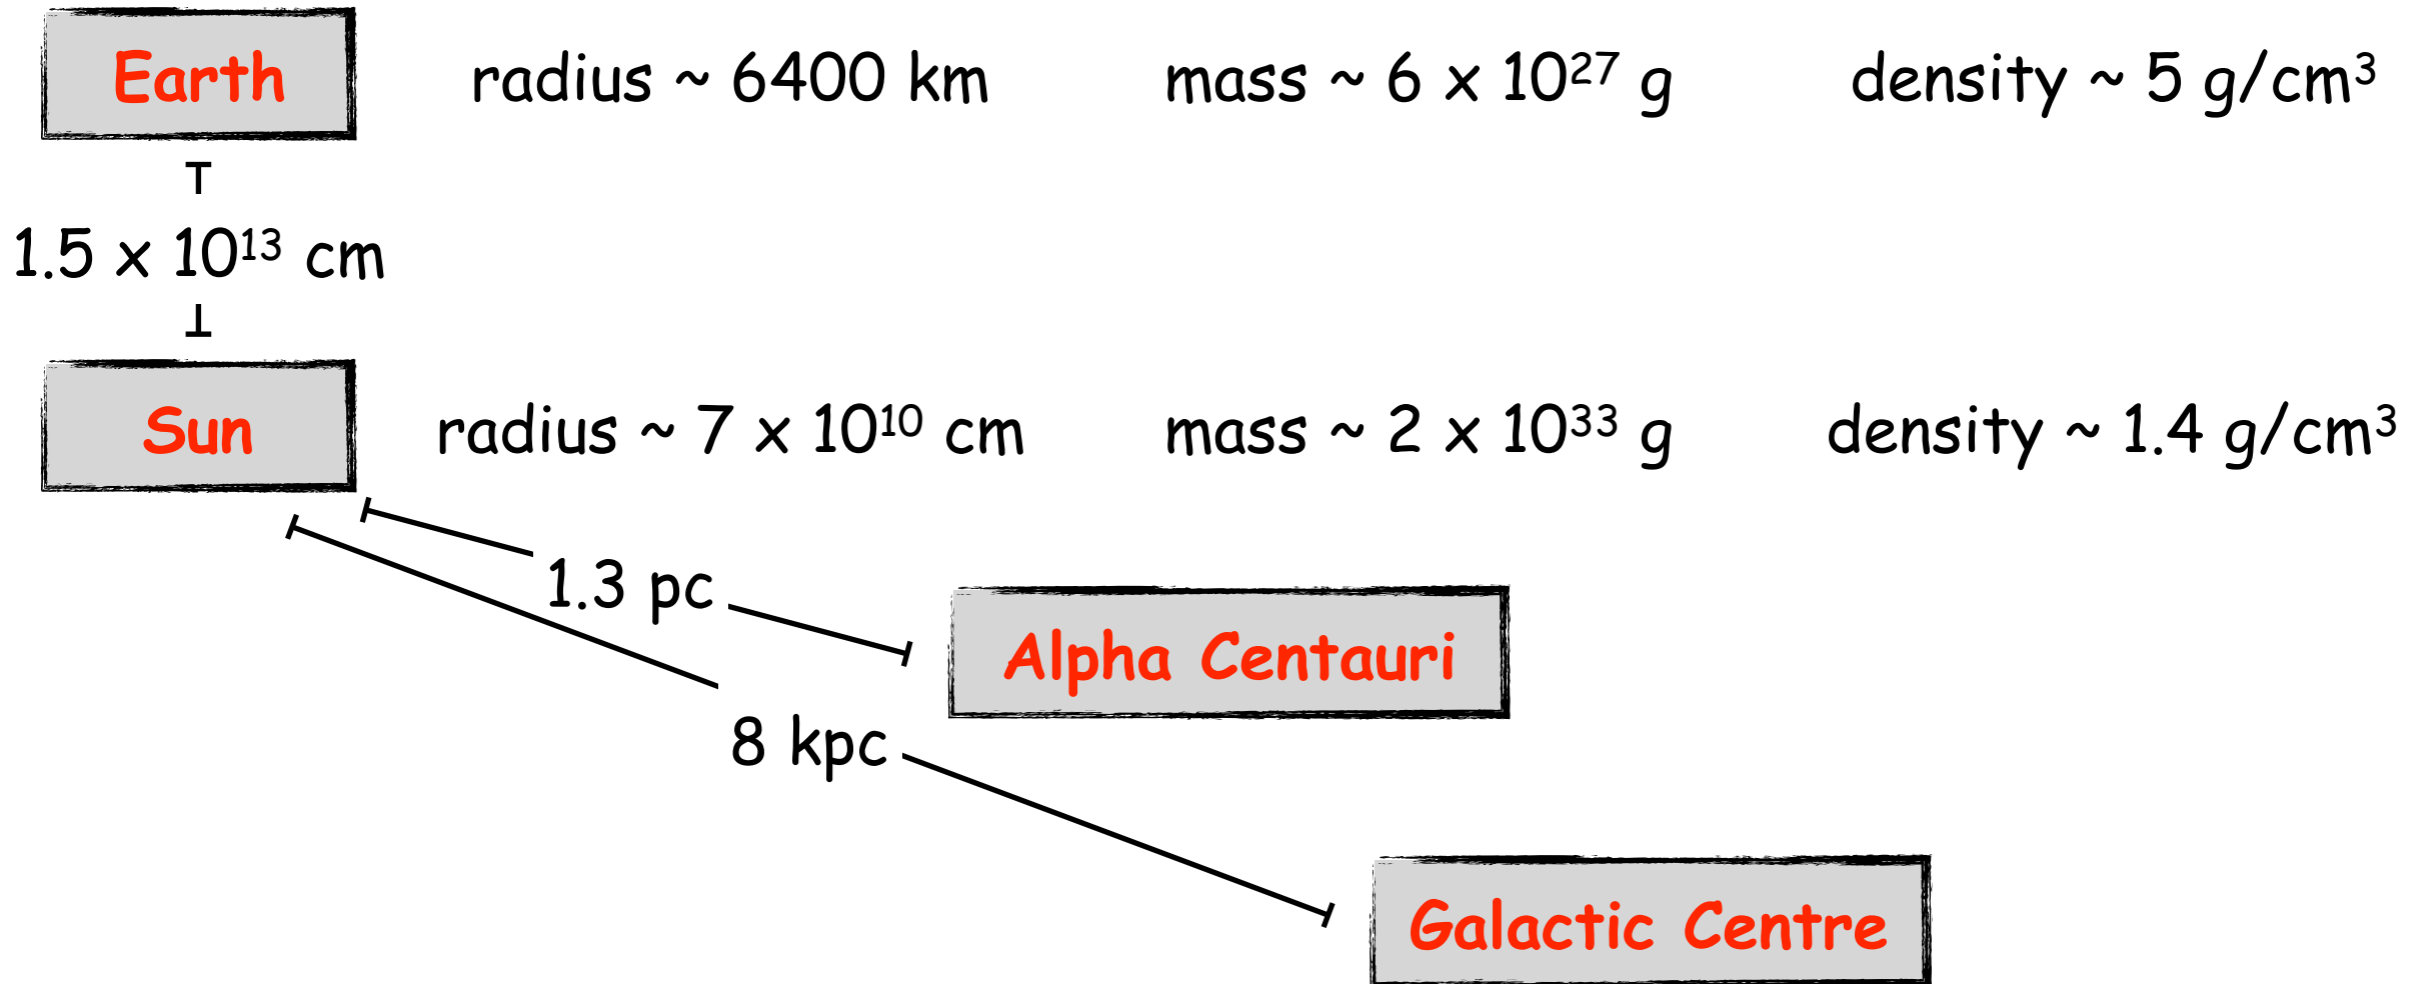 Earth radius ~ 6400 km mass ~ 6 x 10²⁷ g density ~ 5 g/cm³
1.5 x 10¹³ cm
Sun radius ~ 7 x 10¹⁰ cm mass ~ 2 x 10³³ g density ~ 1.4 g/cm³
1.3 pc
Alpha Centauri
8 kpc
Galactic Centre